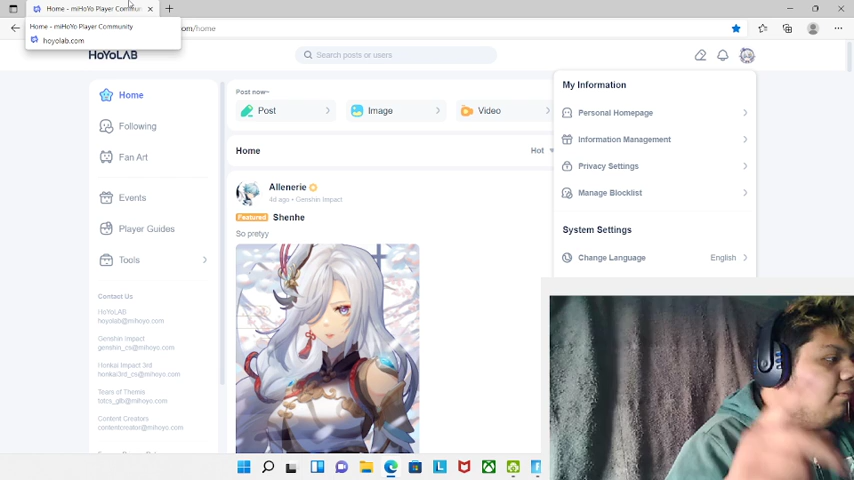 Home - miHoYo Player Commun
Home - miHoYo Player Community
hoyolab.com
om/home
HoYoLAB
Search posts or users
Home
Following
Fan Art
Events
Player Guides
Tools
Contact Us
HoYoLAB
hoyolab@mihoyo.com
Genshin Impact
genshin_cs@mihoyo.com
Honkai Impact 3rd
honkai3rd_cs@mihoyo.com
Tears of Themis
totcs_glb@mihoyo.com
Content Creators
contentcreator@mihoyo.com
Post now~
Post
Image
Video
Home
Hot
Allenerie
4d ago • Genshin Impact
Featured Shenhe
So pretyy
My Information
Personal Homepage
Information Management
Privacy Settings
Manage Blocklist
System Settings
Change Language English